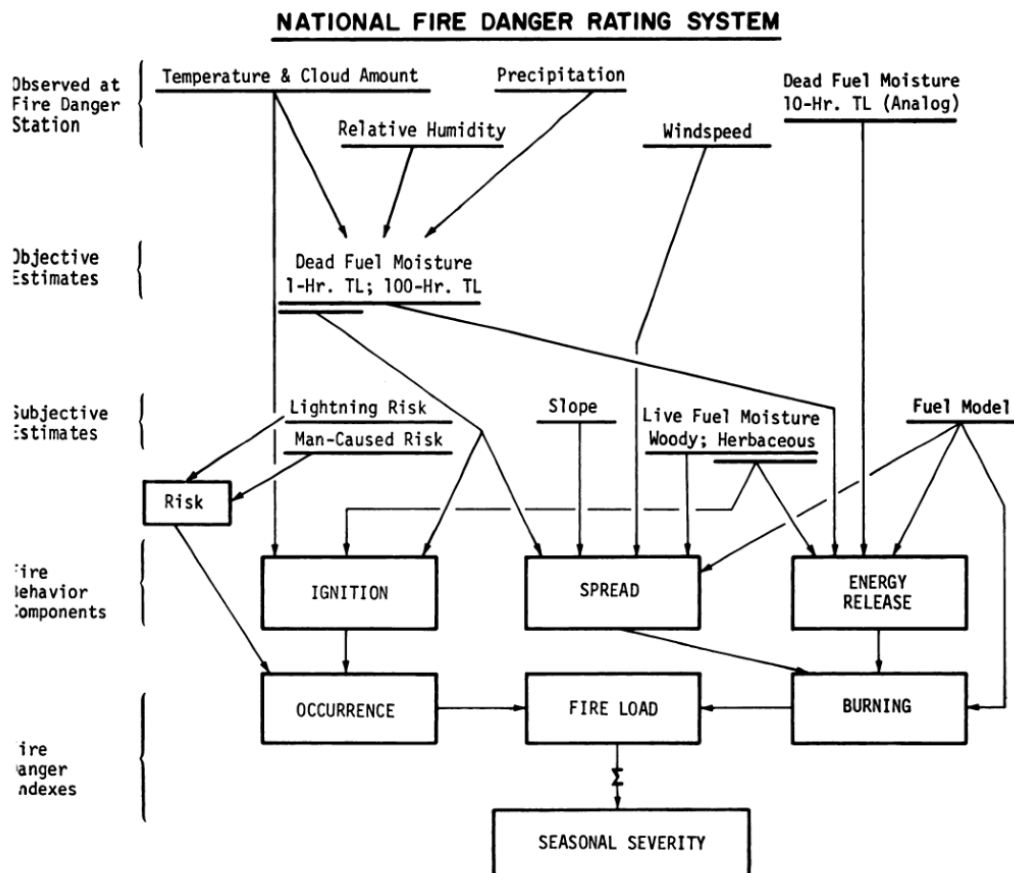 NATIONAL FIRE DANGER RATING SYSTEM
Observed at
Fire Danger
Station
Temperature & Cloud Amount
Precipitation
Dead Fuel Moisture
10-Hr. TL (Analog)
Relative Humidity
Windspeed
Objective
Estimates
Dead Fuel Moisture
1-Hr. TL; 100-Hr. TL
Subjective
Estimates
Lightning Risk
Man-Caused Risk
Slope
Live Fuel Moisture
Woody; Herbaceous
Fuel Model
Risk
Fire
Behavior
Components
IGNITION
SPREAD
ENERGY
RELEASE
Fire
Danger
Indexes
OCCURRENCE
FIRE LOAD
BURNING
Σ
SEASONAL SEVERITY